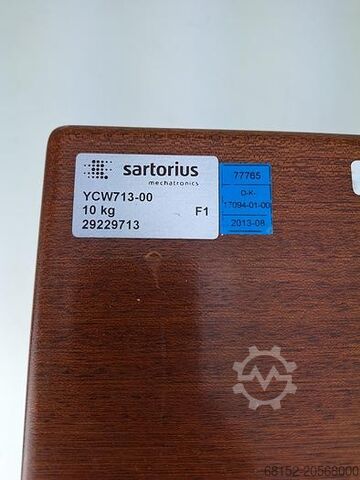 sartorius
mechatronics
YCW713-00
10 kg F1
29229713
77765
D-K-
17094-01-00
2013-08
68152-20568000